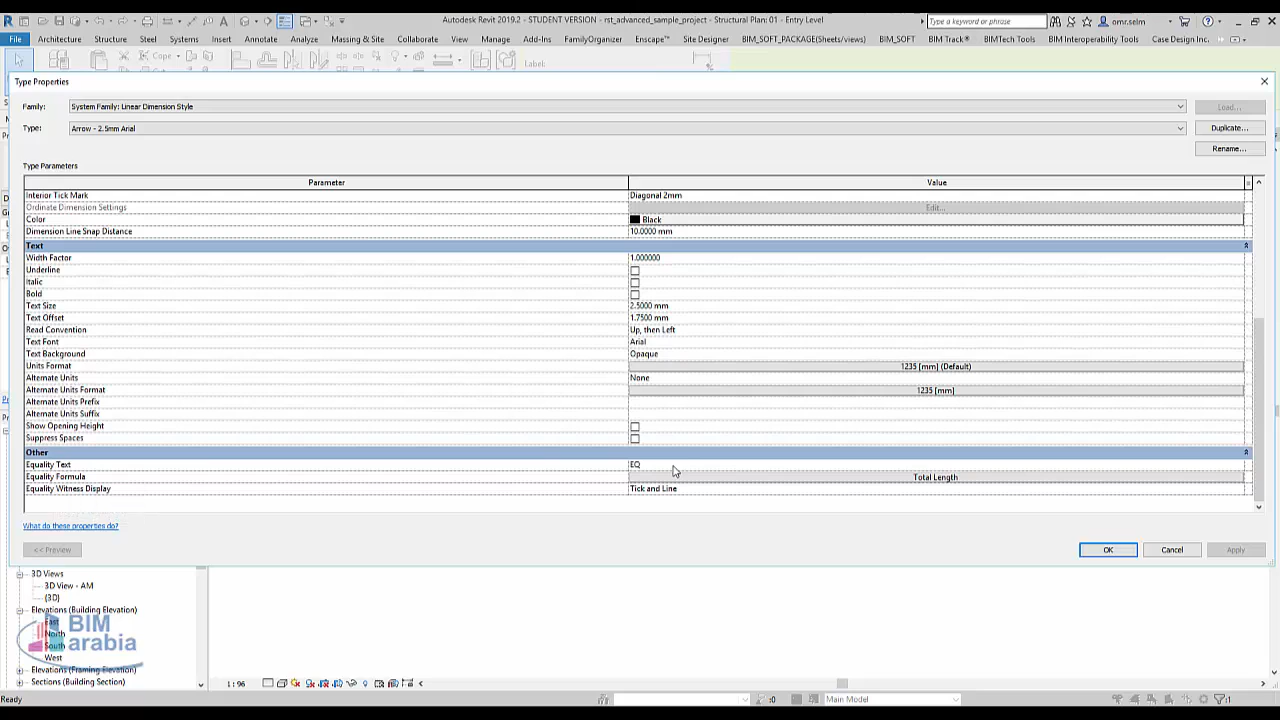 Autodesk Revit 2019.2 - STUDENT VERSION - rst_advanced_sample_project - Structural Plan: 01 - Entry Level
Type a keyword or phrase
omr.selm
File Architecture Structure Steel Systems Insert Annotate Analyze Massing & Site Collaborate View Manage Add-Ins FamilyOrganizer Enscape™ Site Designer BIM_SOFT_PACKAGE(Sheets/views) BIM_SOFT BIM Track® BIMTech Tools BIM Interoperability Tools Case Design Inc.
Cope
Label:
Type Properties
Family: System Family: Linear Dimension Style Load...
Type: Arrow - 2.5mm Arial Duplicate...
Rename...
Type Parameters
Parameter Value
Interior Tick Mark Diagonal 2mm
Ordinate Dimension Settings Edit...
Color Black
Dimension Line Snap Distance 10.0000 mm
Text
Width Factor 1.000000
Underline
Italic
Bold
Text Size 2.5000 mm
Text Offset 1.7500 mm
Read Convention Up, then Left
Text Font Arial
Text Background Opaque
Units Format 1235 [mm] (Default)
Alternate Units None
Alternate Units Format 1235 [mm]
Alternate Units Prefix
Alternate Units Suffix
Show Opening Height
Suppress Spaces
Other
Equality Text EQ
Equality Formula Total Length
Equality Witness Display Tick and Line
What do these properties do?
<< Preview OK Cancel Apply
3D Views
3D View - AM
{3D}
Elevations (Building Elevation)
East
North
South
West
BIM
arabia
Elevations (Framing Elevation)
Sections (Building Section)
1 : 96
Ready
:0
Main Model
:1